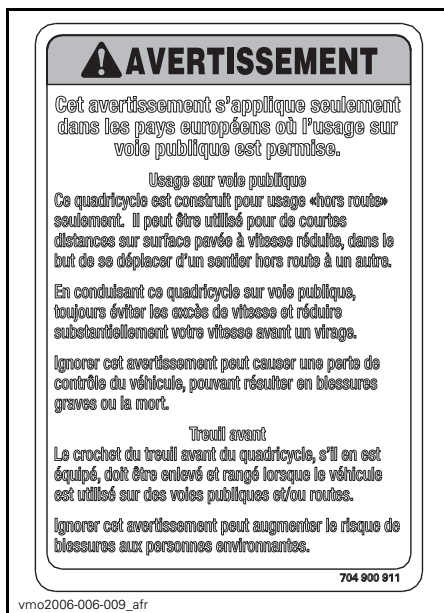 AVERTISSEMENT
Cet avertissement s'applique seulement
dans les pays européens où l'usage sur
voie publique est permise.
Usage sur voie publique
Ce quadricycle est construit pour usage «hors route»
seulement. Il peut être utilisé pour de courtes
distances sur surface pavée à vitesse réduite, dans le
but de se déplacer d'un sentier hors route à un autre.
En conduisant ce quadricycle sur voie publique,
toujours éviter les excès de vitesse et réduire
substantiellement votre vitesse avant un virage.
Ignorer cet avertissement peut causer une perte de
contrôle du véhicule, pouvant résulter en blessures
graves ou la mort.
Treuil avant
Le crochet du treuil avant du quadricycle, s'il en est
équipé, doit être enlevé et rangé lorsque le véhicule
est utilisé sur des voies publiques et/ou routes.
Ignorer cet avertissement peut augmenter le risque de
blessures aux personnes environnantes.
704 900 911
vmo2006-006-009_afr